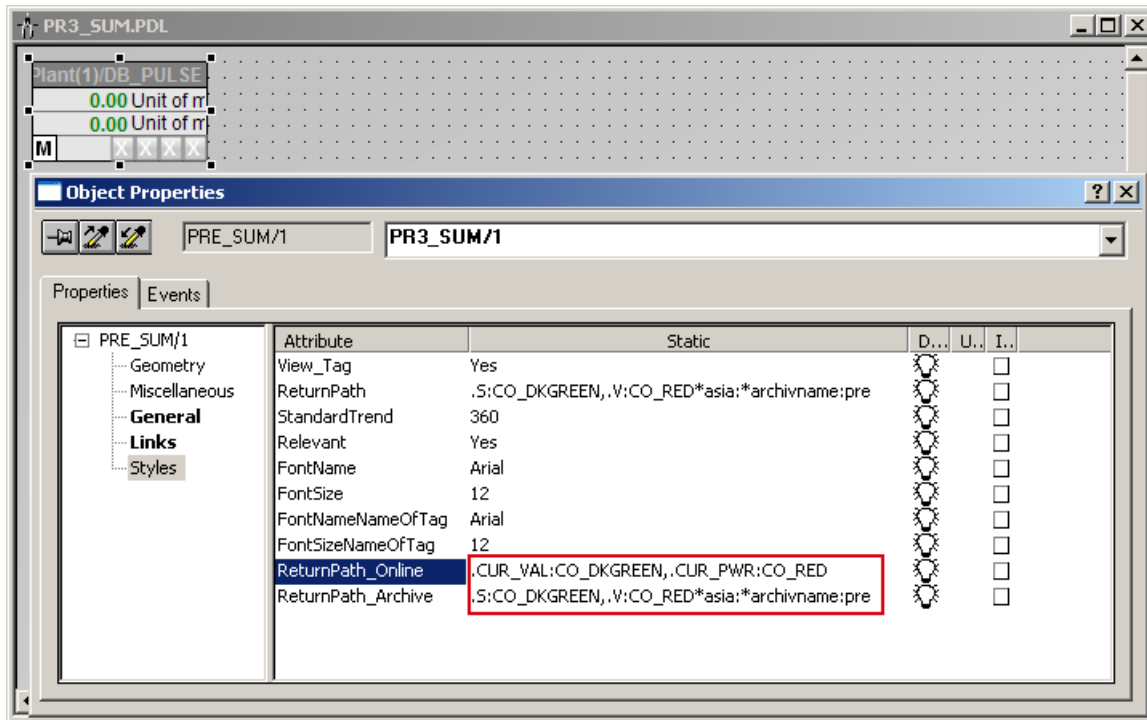 PR3_SUM.PDL
Plant(1)/DB_PULSE
0.00 Unit of m
0.00 Unit of m
M X X X X
Object Properties
PRE_SUM/1 PR3_SUM/1
Properties Events
PRE_SUM/1 Attribute Static D... U.. I..
Geometry View_Tag Yes
Miscellaneous ReturnPath .S:CO_DKGREEN,.V:CO_RED*asia:*archivname:pre
General StandardTrend 360
Links Relevant Yes
Styles FontName Arial
FontSize 12
FontNameNameOfTag Arial
FontSizeNameOfTag 12
ReturnPath_Online .CUR_VAL:CO_DKGREEN,.CUR_PWR:CO_RED
ReturnPath_Archive .S:CO_DKGREEN,.V:CO_RED*asia:*archivname:pre